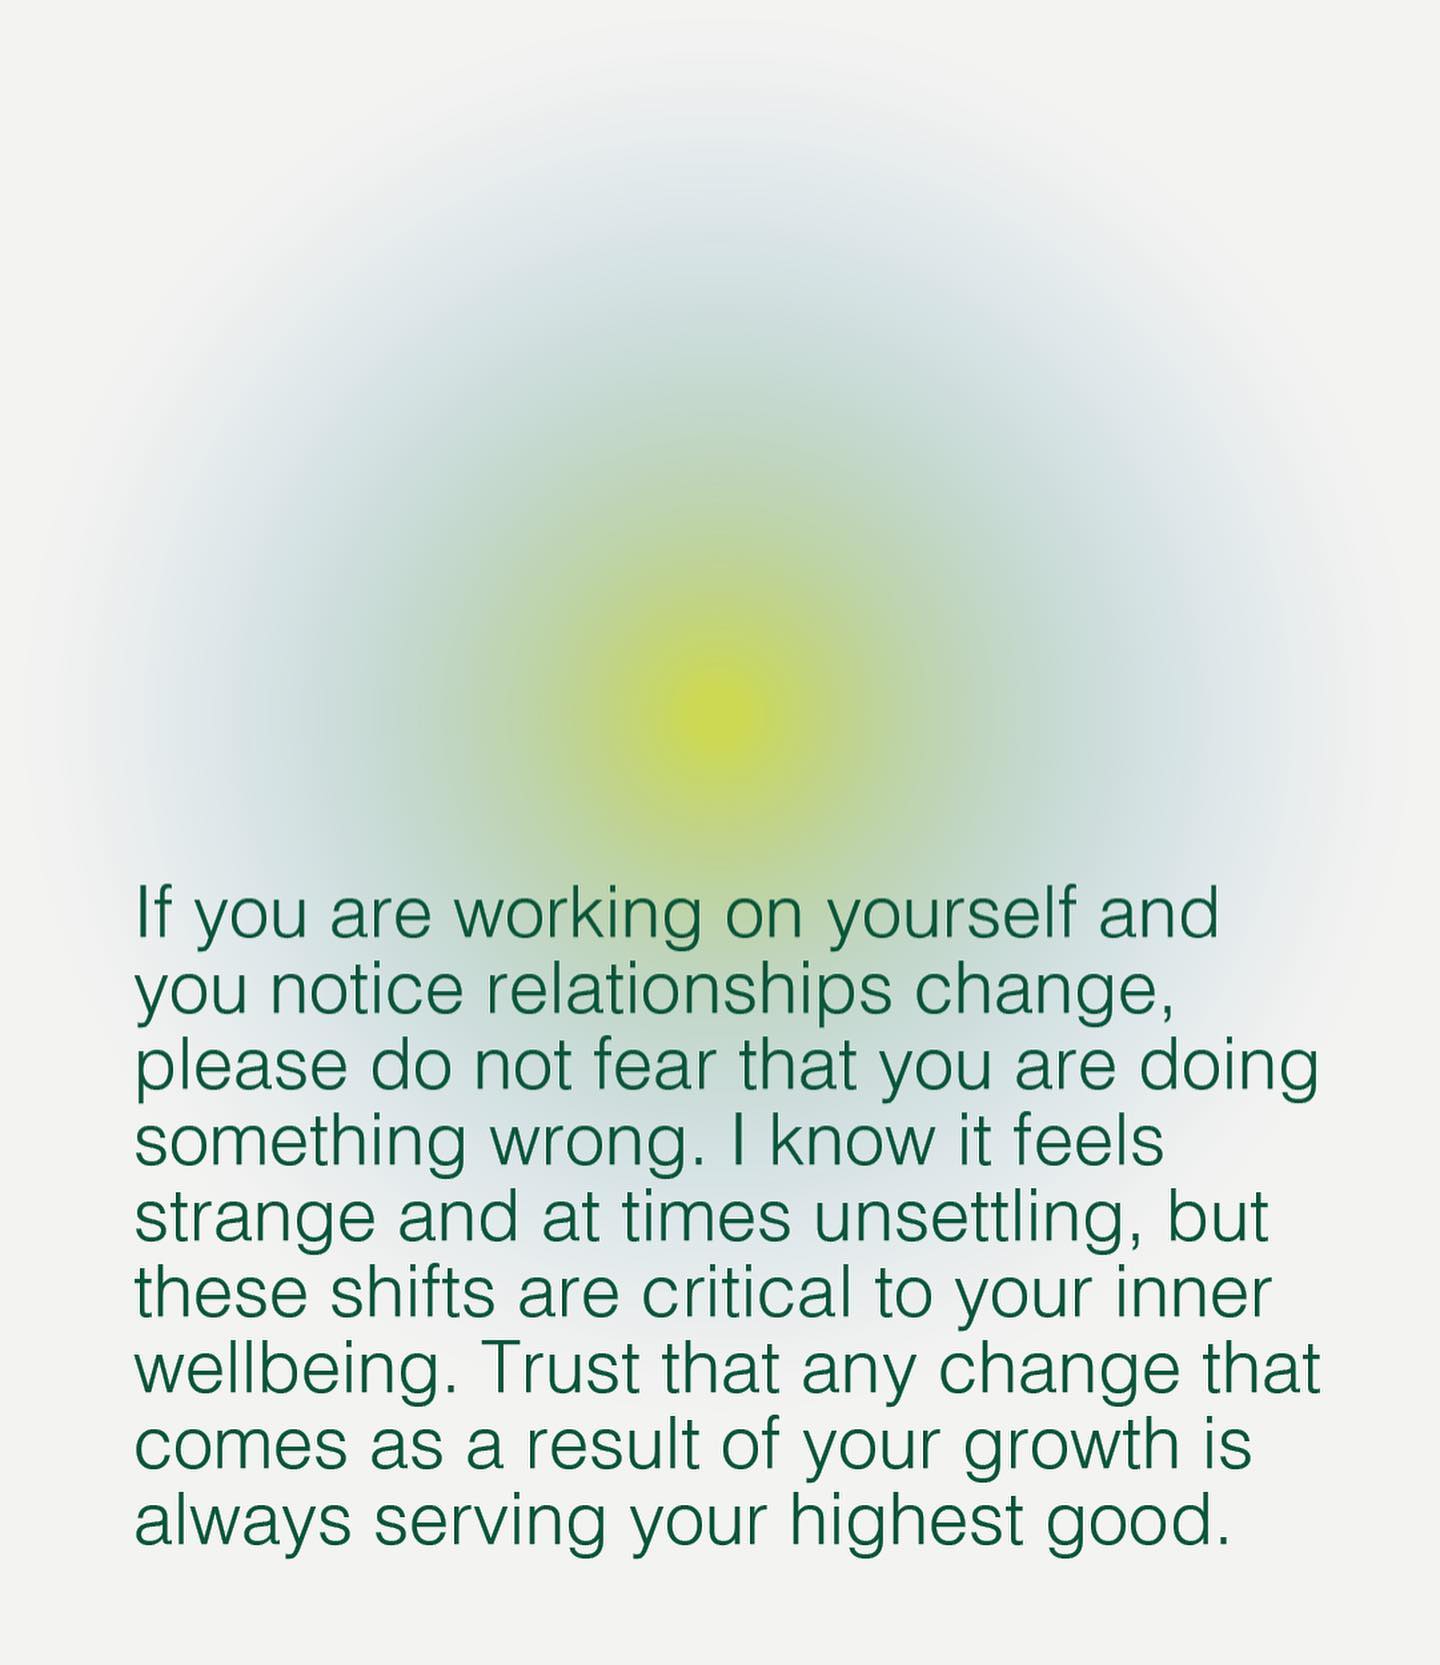 If you are working on yourself and
you notice relationships change,
please do not fear that you are doing
something wrong. I know it feels
strange and at times unsettling, but
these shifts are critical to your inner
wellbeing. Trust that any change that
comes as a result of your growth is
always serving your highest good.